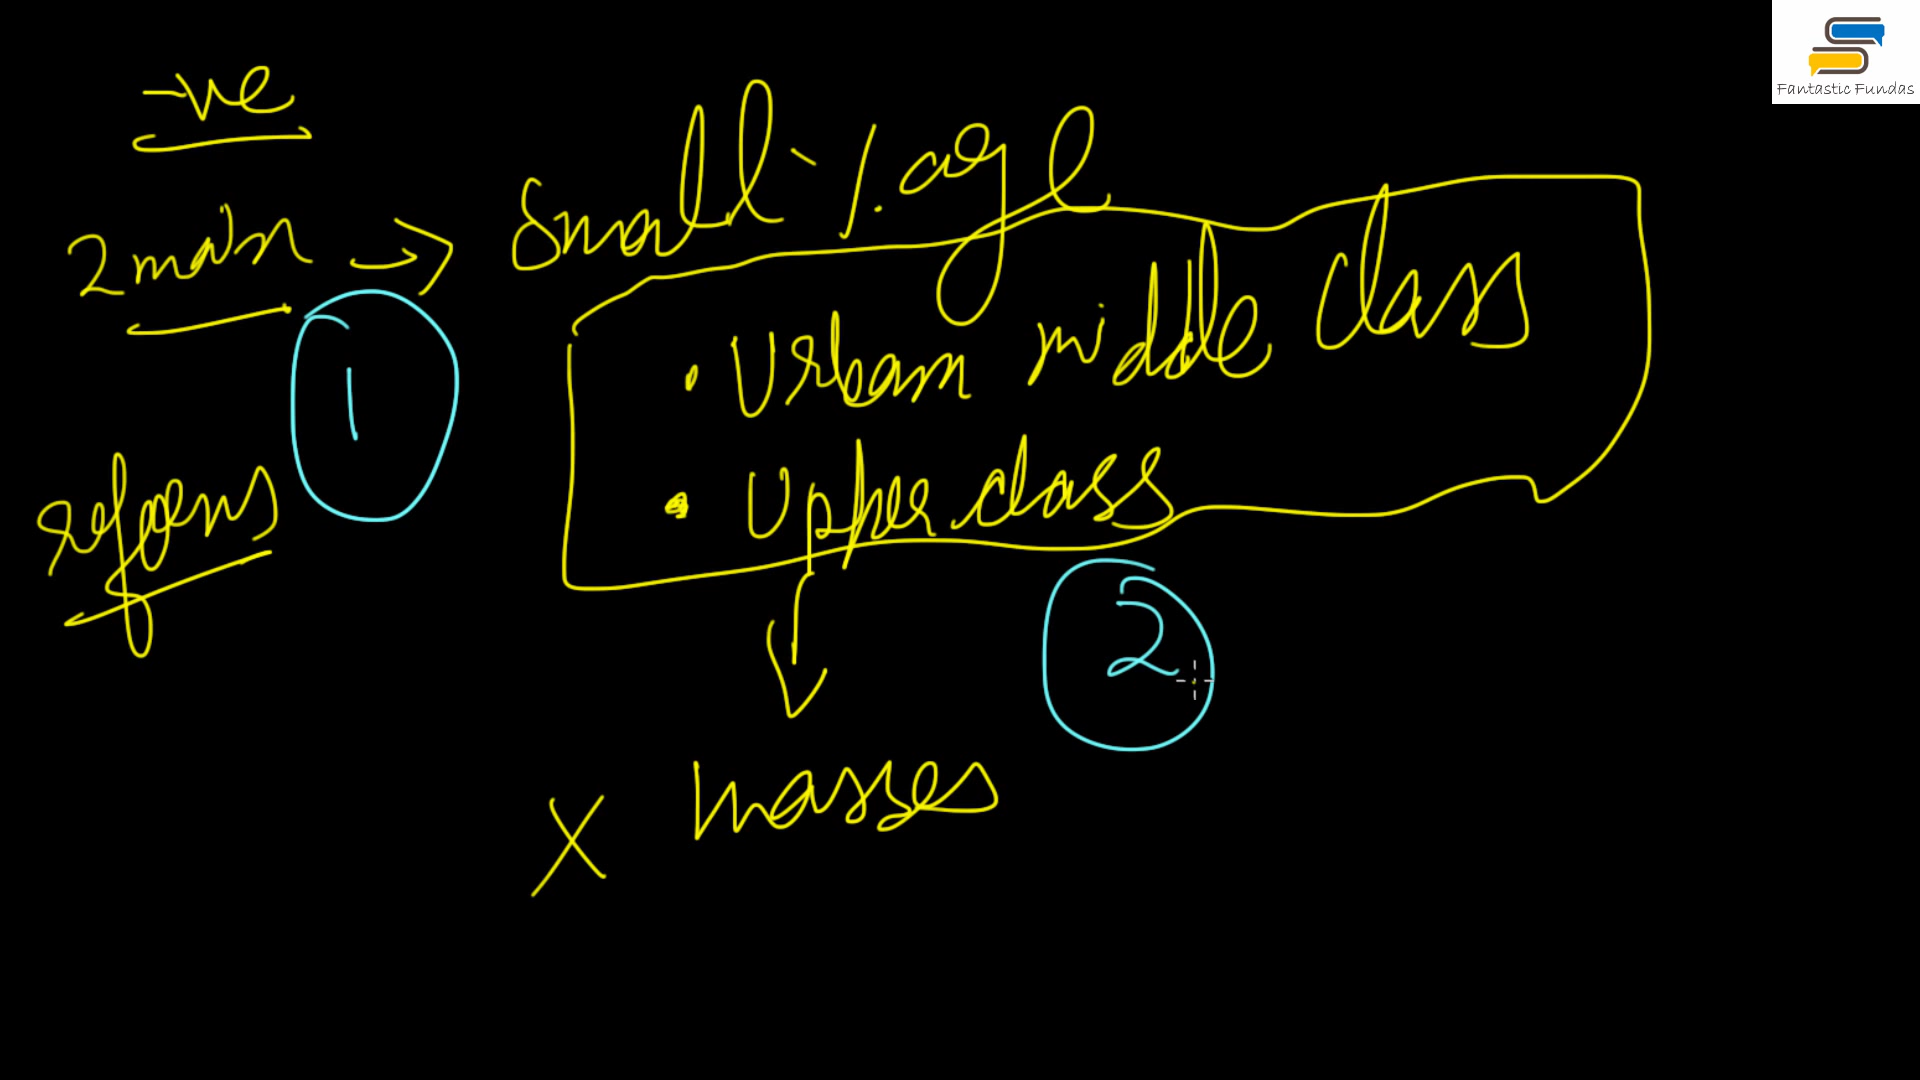 -ve
2 main → small %age
1
• Urban middle class
reforms
• Upper class
2
X masses
Fantastic Fundas